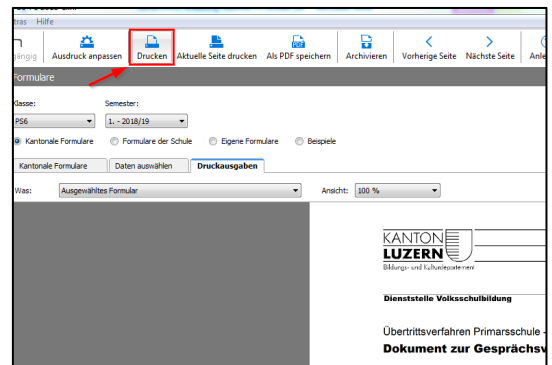 tras Hilfe
gängig Ausdruck anpassen Drucken Aktuelle Seite drucken Als PDF speichern Archivieren Vorherige Seite Nächste Seite Anle
Formulare
Klasse: Semester:
PS6 1. - 2018/19
Kantonale Formulare Formulare der Schule Eigene Formulare Beispiele
Kantonale Formulare Daten auswählen Druckausgaben
Was: Ausgewähltes Formular Ansicht: 100 %
KANTON
LUZERN
Bildungs- und Kulturdepartement
Dienststelle Volksschulbildung
Übertrittsverfahren Primarsschule -
Dokument zur Gesprächsv